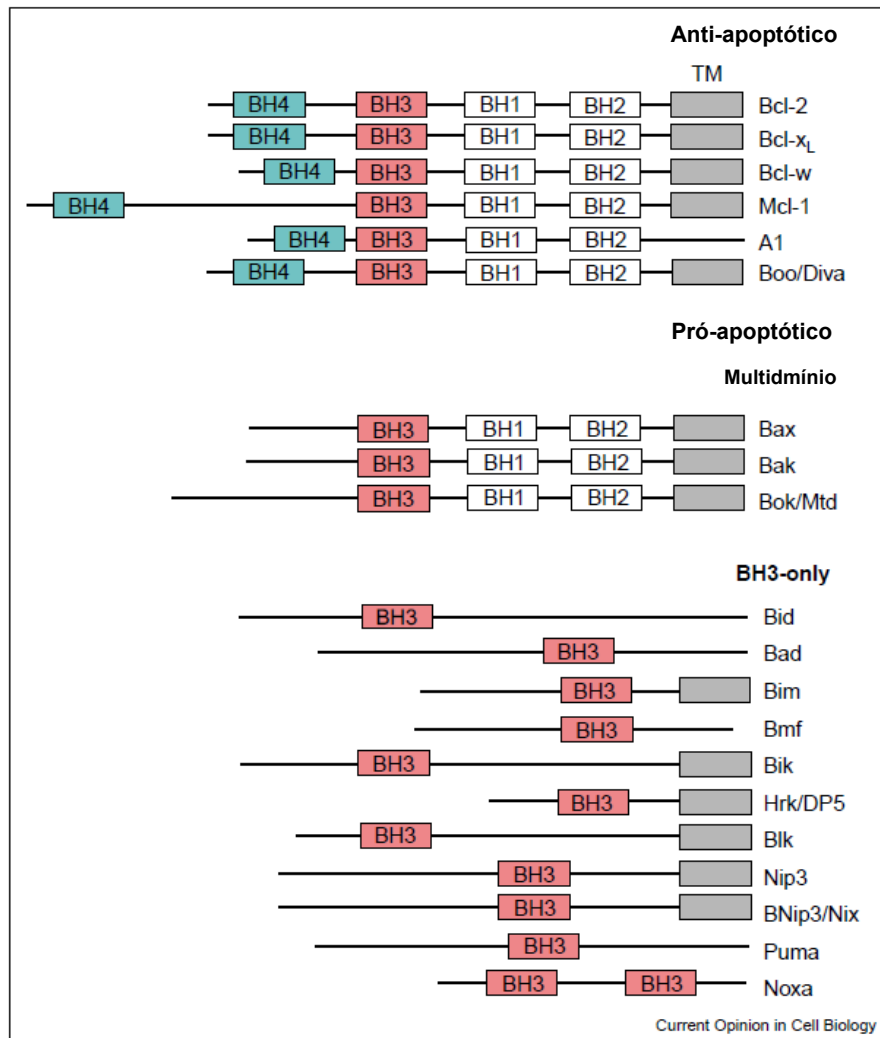 Anti-apoptótico
TM
BH4 BH3 BH1 BH2 Bcl-2
BH4 BH3 BH1 BH2 Bcl-xL
BH4 BH3 BH1 BH2 Bcl-w
BH4 BH3 BH1 BH2 Mcl-1
BH4 BH3 BH1 BH2 A1
BH4 BH3 BH1 BH2 Boo/Diva
Pró-apoptótico
Multidmínio
BH3 BH1 BH2 Bax
BH3 BH1 BH2 Bak
BH3 BH1 BH2 Bok/Mtd
BH3-only
BH3 Bid
BH3 Bad
BH3 Bim
BH3 Bmf
BH3 Bik
BH3 Hrk/DP5
BH3 Blk
BH3 Nip3
BH3 BNip3/Nix
BH3 Puma
BH3 BH3 Noxa
Current Opinion in Cell Biology